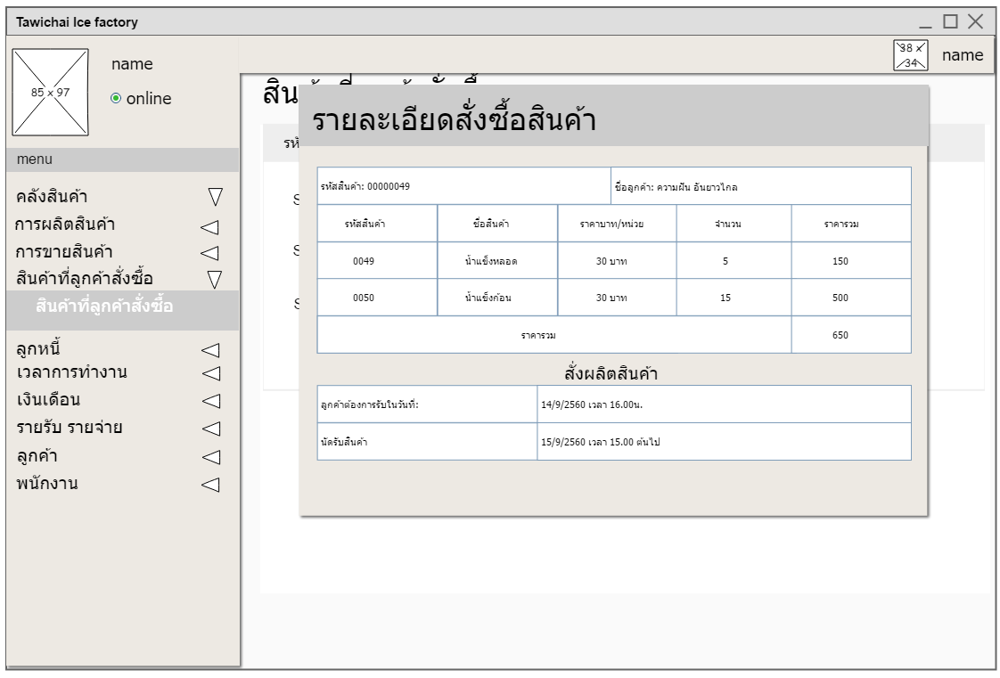 Tawichai Ice factory
85 x 97
name
online
38 x 34
name
menu
คลังสินค้า
การผลิตสินค้า
การขายสินค้า
สินค้าที่ลูกค้าสั่งซื้อ
สินค้าที่ลูกค้าสั่งซื้อ
ลูกหนี้
เวลาการทำงาน
เงินเดือน
รายรับ รายจ่าย
ลูกค้า
พนักงาน
รายละเอียดสั่งซื้อสินค้า
รหัสสินค้า: 00000049 ชื่อลูกค้า: ความฝัน อันยาวไกล
รหัสสินค้า ชื่อสินค้า ราคาบาท/หน่วย จำนวน ราคารวม
0049 น้ำแข็งหลอด 30 บาท 5 150
0050 น้ำแข็งก้อน 30 บาท 15 500
ราคารวม 650
สั่งผลิตสินค้า
ลูกค้าต้องการรับในวันที่: 14/9/2560 เวลา 16.00น.
นัดรับสินค้า 15/9/2560 เวลา 15.00 ต้นไป